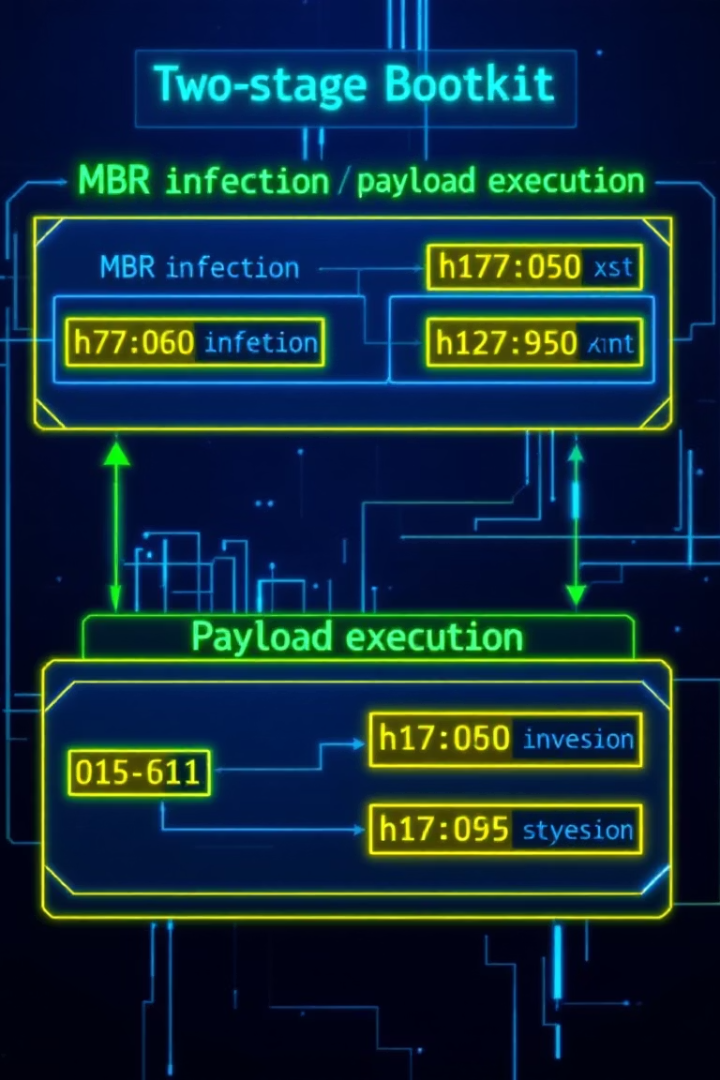 Two-stage Bootkit
MBR infection / payload execution
MBR infection
h177:050 xst
h77:060 infetion
h127:950
Payload execution
015-611
h17:050 invesion
h17:095 styesion